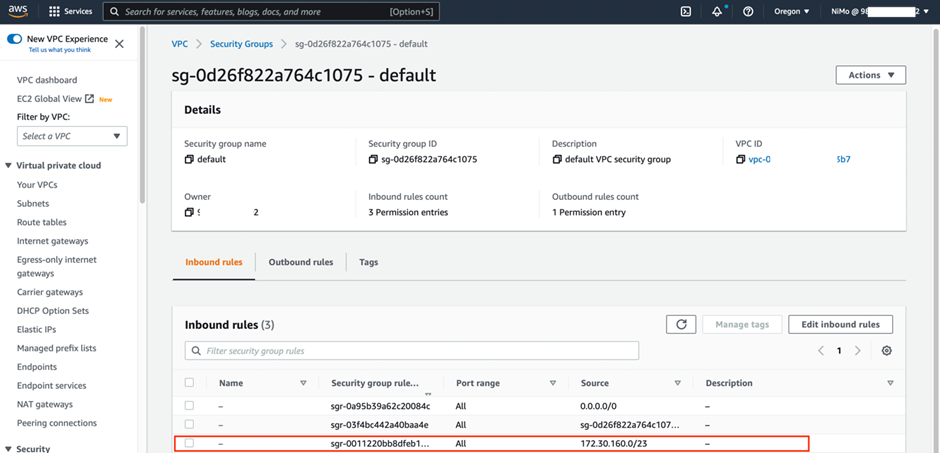 aws Services Search for services, features, blogs, docs, and more [Option+S] Oregon NiMo @ 98 2
New VPC Experience
Tell us what you think
VPC dashboard
EC2 Global View New
Filter by VPC:
Select a VPC
Virtual private cloud
Your VPCs
Subnets
Route tables
Internet gateways
Egress-only internet
gateways
Carrier gateways
DHCP Option Sets
Elastic IPs
Managed prefix lists
Endpoints
Endpoint services
NAT gateways
Peering connections
Security
VPC Security Groups sg-0d26f822a764c1075 - default
sg-0d26f822a764c1075 - default Actions
Details
Security group name Security group ID Description VPC ID
default sg-0d26f822a764c1075 default VPC security group vpc-0 b7
Owner Inbound rules count Outbound rules count
2 3 Permission entries 1 Permission entry
Inbound rules Outbound rules Tags
Inbound rules (3) Manage tags Edit inbound rules
Filter security group rules 1
Name Security group rule... Port range Source Description
– sgr-0a95b39a62c20084c All 0.0.0.0/0 –
– sgr-03f4bc442a40baa4e All sg-0d26f822a764c107... –
– sgr-0011220bb8dfeb1... All 172.30.160.0/23 –